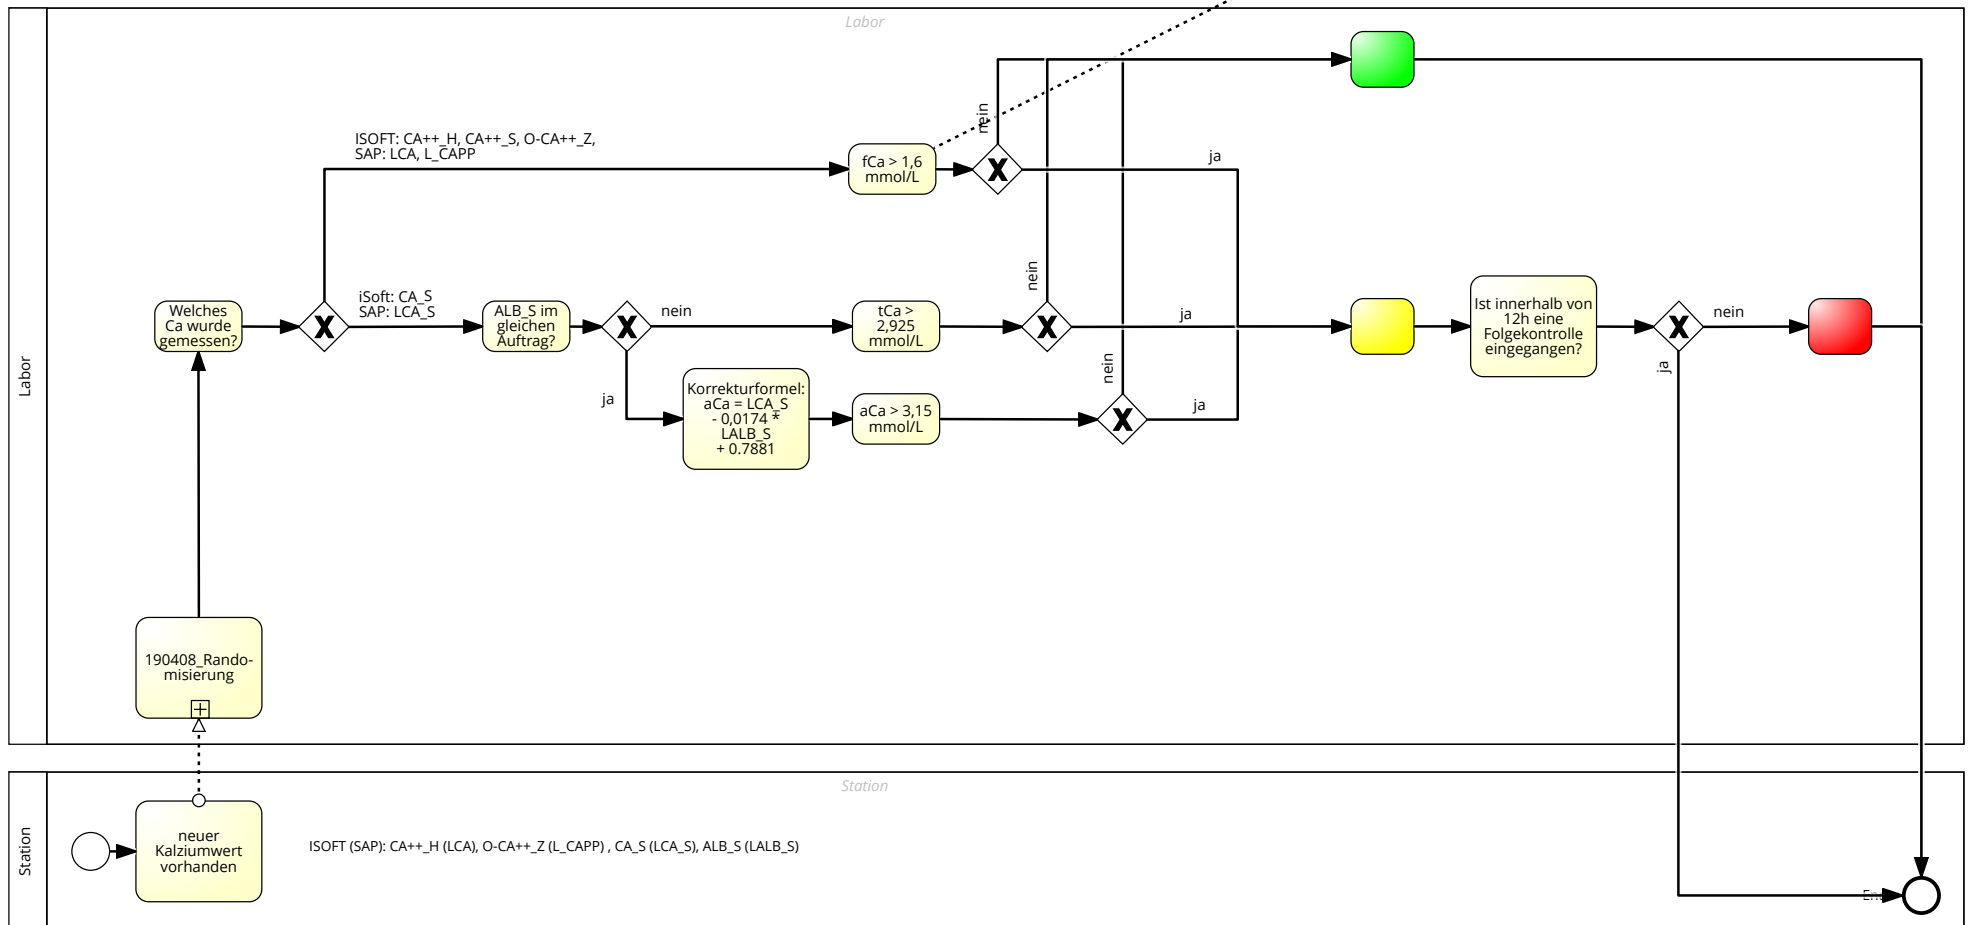 Labor
Labor
nein
ISOFT: CA++_H, CA++_S, O-CA++_Z,
SAP: LCA, L_CAPP
fCa > 1,6
mmol/L
ja
iSoft: CA_S
SAP: LCA_S
Welches
Ca wurde
gemessen?
ALB_S im
gleichen
Auftrag?
nein
tCa >
2,925
mmol/L
nein
ja
Ist innerhalb von
12h eine
Folgekontrolle
eingegangen?
nein
ja
ja
Korrekturformel:
aCa = LCA_S
- 0,0174 *
LALB_S
+ 0.7881
aCa > 3,15
mmol/L
nein
ja
190408_Rando-
misierung
Station
Station
neuer
Kalziumwert
vorhanden
ISOFT (SAP): CA++_H (LCA), O-CA++_Z (L_CAPP) , CA_S (LCA_S), ALB_S (LALB_S)